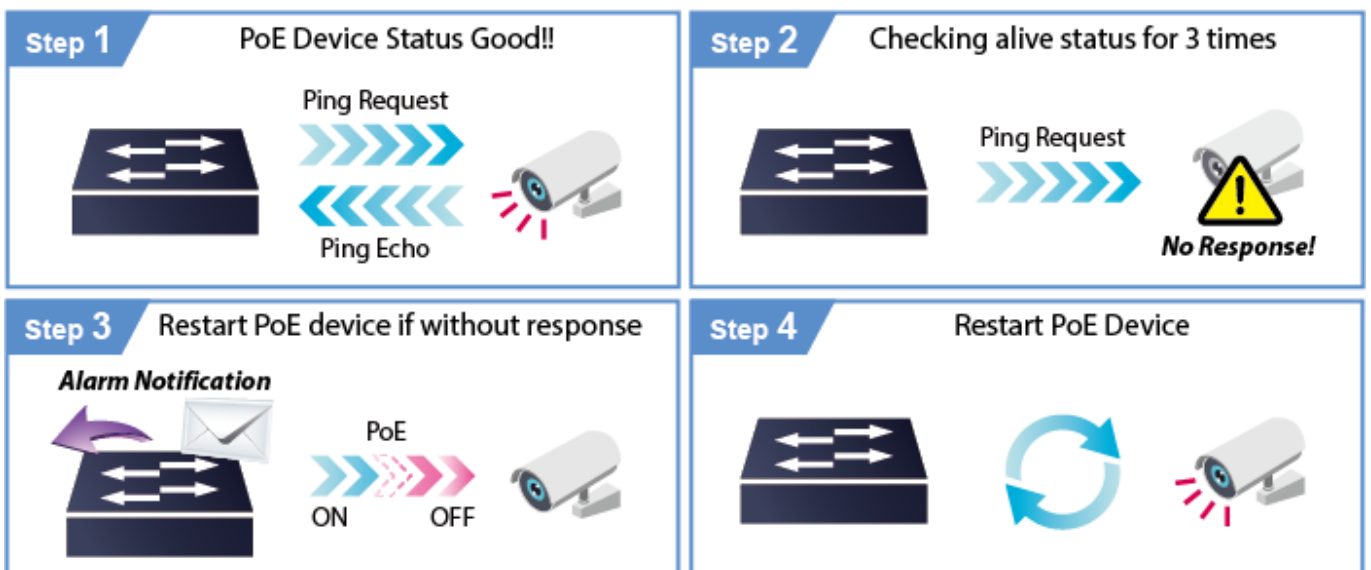 Step 1
PoE Device Status Good!!
Ping Request
Ping Echo
Step 2
Checking alive status for 3 times
Ping Request
No Response!
Step 3
Restart PoE device if without response
Alarm Notification
PoE
ON OFF
Step 4
Restart PoE Device